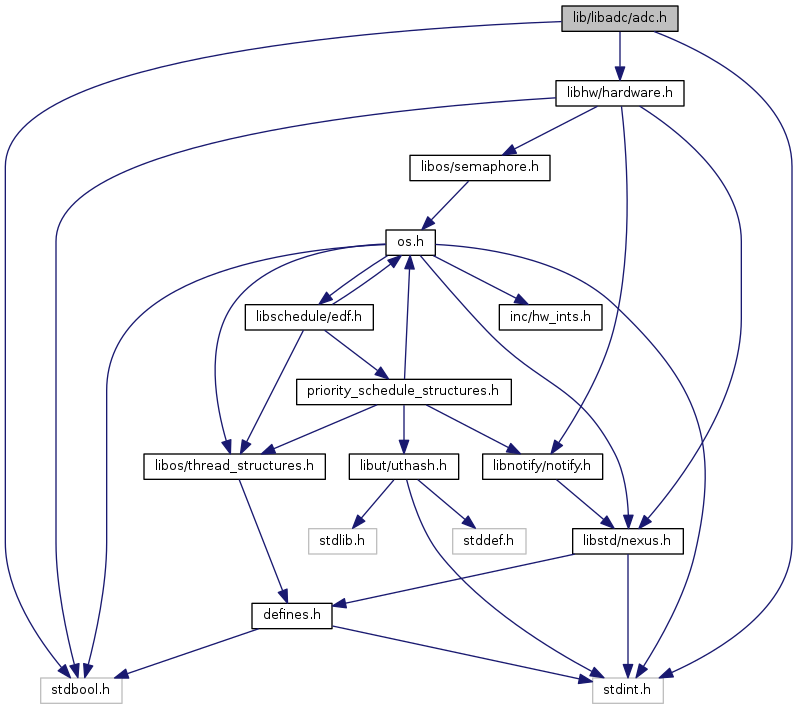 lib/libadc/adc.h
libhw/hardware.h
libos/semaphore.h
os.h
libschedule/edf.h
inc/hw_ints.h
priority_schedule_structures.h
libos/thread_structures.h
libut/uthash.h
libnotify/notify.h
stdlib.h
stddef.h
libstd/nexus.h
defines.h
stdbool.h
stdint.h